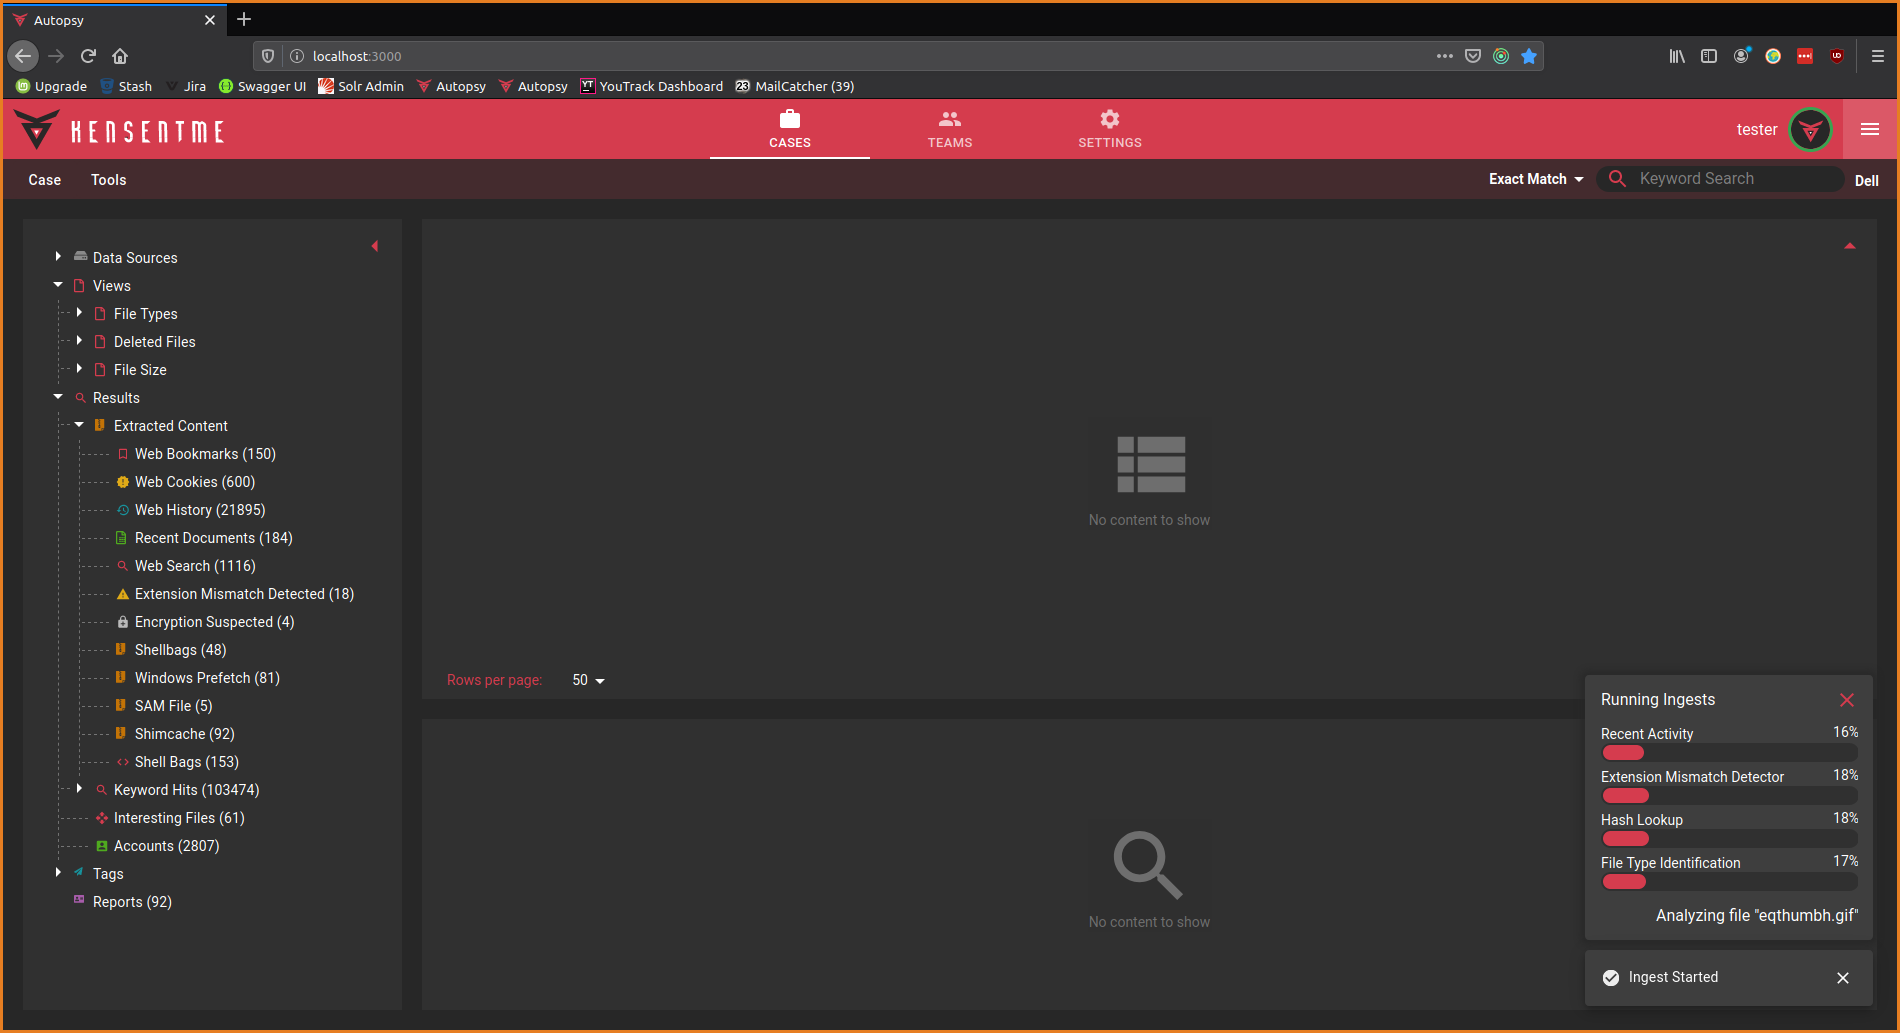 Autopsy
localhost:3000
Upgrade
Stash
Jira
Swagger UI
Solr Admin
Autopsy
Autopsy
YT
YouTrack Dashboard
23
MailCatcher (39)
KENSENTME
CASES
TEAMS
SETTINGS
tester
Case
Tools
Exact Match
Keyword Search
Dell
Data Sources
Views
File Types
Deleted Files
File Size
Results
Extracted Content
Web Bookmarks (150)
Web Cookies (600)
Web History (21895)
Recent Documents (184)
Web Search (1116)
Extension Mismatch Detected (18)
Encryption Suspected (4)
Shellbags (48)
Windows Prefetch (81)
SAM File (5)
Shimcache (92)
Shell Bags (153)
Keyword Hits (103474)
Interesting Files (61)
Accounts (2807)
Tags
Reports (92)
No content to show
Rows per page:
50
No content to show
Running Ingests
Recent Activity
16%
Extension Mismatch Detector
18%
Hash Lookup
18%
File Type Identification
17%
Analyzing file "eqthumbh.gif"
Ingest Started